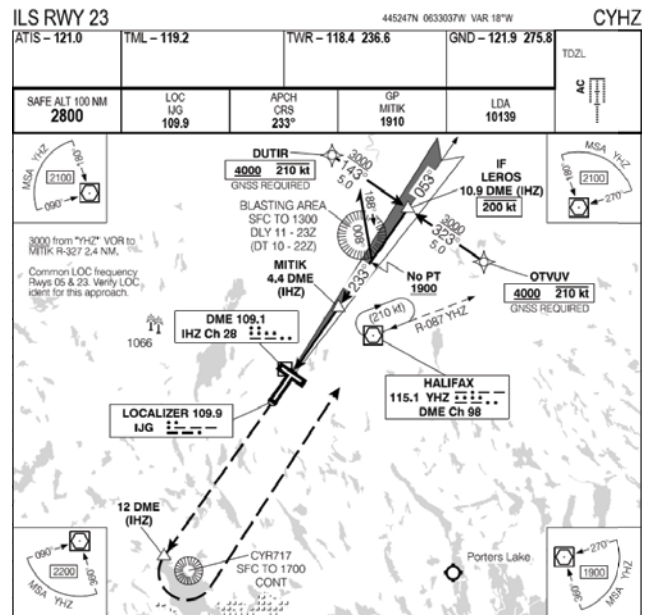 ILS RWY 23
445247N 0633037W VAR 18°W
CYHZ
ATIS – 121.0
TML – 119.2
TWR – 118.4 236.6
GND – 121.9 275.8
TDZL
AC
SAFE ALT 100 NM
2800
LOC
IJG
109.9
APCH
CRS
233°
GP
MITIK
1910
LDA
10139
MSA YHZ
180°
090°
2100
DUTIR
4000 210 kt
GNSS REQUIRED
3000
143°
5.0
053°
IF
LEROS
10.9 DME (IHZ)
200 kt
MSA YHZ
180°
270°
2100
BLASTING AREA
SFC TO 1300
DLY 11 - 23Z
(DT 10 - 22Z)
188°
008°
3000
323°
5.0
3000 from "YHZ" VOR to
MITIK R-327 2.4 NM.
Common LOC frequency
Rwys 05 & 23. Verify LOC
ident for this approach.
MITIK
4.4 DME
(IHZ)
233°
No PT
1900
OTVUV
4000 210 kt
GNSS REQUIRED
1066
DME 109.1
IHZ Ch 28
(210 kt)
R-087 YHZ
HALIFAX
115.1 YHZ
DME Ch 98
LOCALIZER 109.9
IJG
12 DME
(IHZ)
CYR717
SFC TO 1700
CONT
Porters Lake
090°
360°
2200
MSA YHZ
270°
360°
1900
MSA YHZ